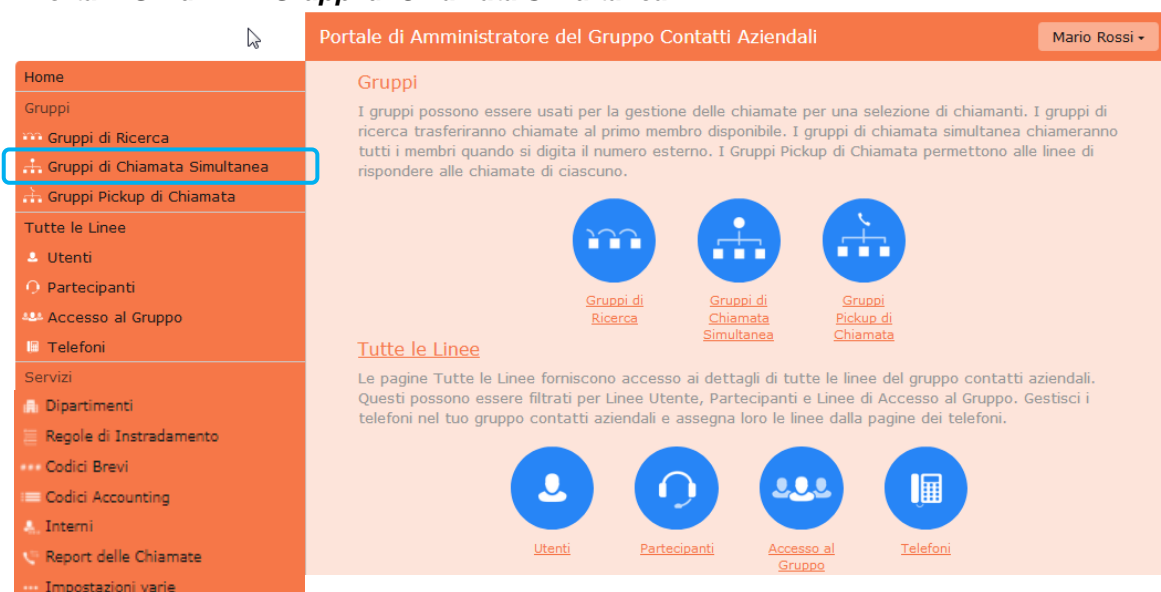 Portale di Amministratore del Gruppo Contatti Aziendali
Mario Rossi
Home
Gruppi
Gruppi di Ricerca
Gruppi di Chiamata Simultanea
Gruppi Pickup di Chiamata
Tutte le Linee
Utenti
Partecipanti
Accesso al Gruppo
Telefoni
Servizi
Dipartimenti
Regole di Instradamento
Codici Brevi
Codici Accounting
Interni
Report delle Chiamate
Impostazioni varie
Gruppi
I gruppi possono essere usati per la gestione delle chiamate per una selezione di chiamanti. I gruppi di
ricerca trasferiranno chiamate al primo membro disponibile. I gruppi di chiamata simultanea chiameranno
tutti i membri quando si digita il numero esterno. I Gruppi Pickup di Chiamata permettono alle linee di
rispondere alle chiamate di ciascuno.
Gruppi di
Ricerca
Gruppi di
Chiamata
Simultanea
Gruppi
Pickup di
Chiamata
Tutte le Linee
Le pagine Tutte le Linee forniscono accesso ai dettagli di tutte le linee del gruppo contatti aziendali.
Questi possono essere filtrati per Linee Utente, Partecipanti e Linee di Accesso al Gruppo. Gestisci i
telefoni nel tuo gruppo contatti aziendali e assegna loro le linee dalla pagine dei telefoni.
Utenti
Partecipanti
Accesso al
Gruppo
Telefoni